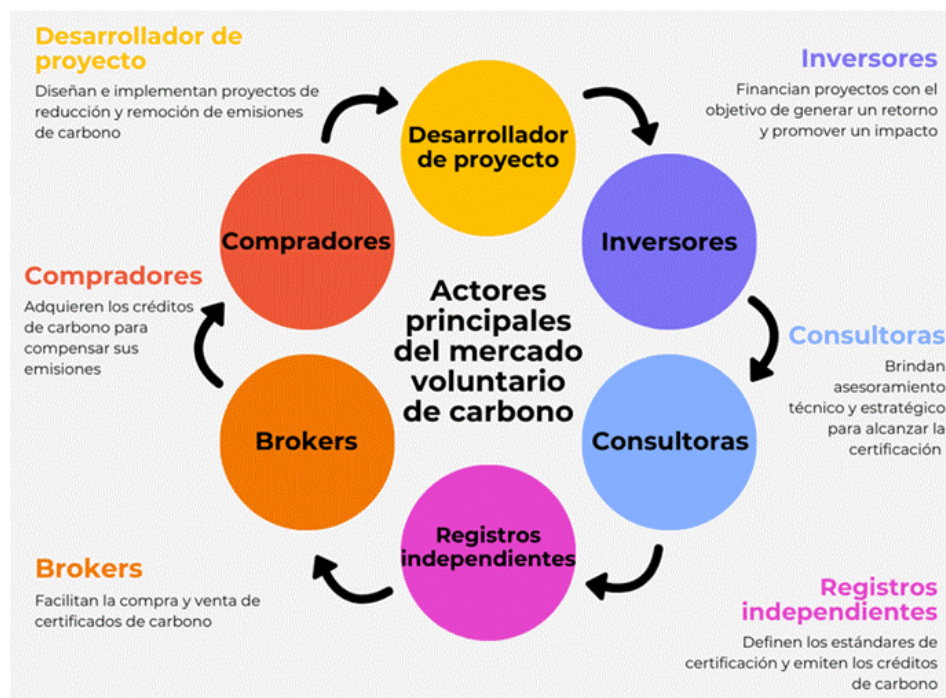 Desarrollador de
proyecto
Diseñan e implementan proyectos de
reducción y remoción de emisiones
de carbono
Desarrollador
de proyecto
Inversores
Financian proyectos con el
objetivo de generar un retorno
y promover un impacto
Compradores
Inversores
Compradores
Adquieren los créditos
de carbono para
compensar sus
emisiones
Actores
principales
del mercado
voluntario
de carbono
Consultoras
Brindan
asesoramiento
técnico y estratégico
para alcanzar la
certificación
Brokers
Consultoras
Registros
independientes
Brokers
Facilitan la compra y venta de
certificados de carbono
Registros
independientes
Definen los estándares de
certificación y emiten los créditos
de carbono